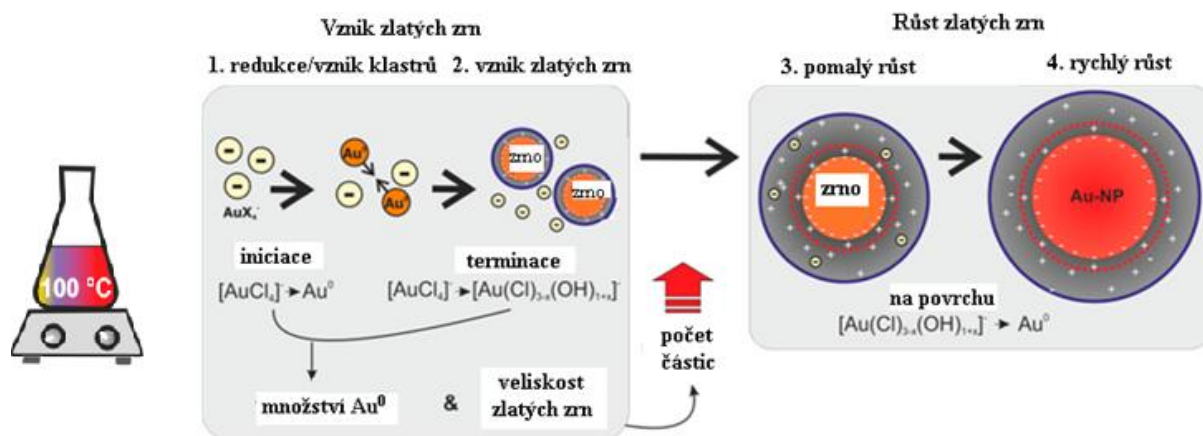 Vznik zlatých zrn
Růst zlatých zrn
1. redukce/vznik klastrů
2. vznik zlatých zrn
3. pomalý růst
4. rychlý růst
AuX₄⁻
Au⁰
Au⁰
zrno
zrno
zrno
Au-NP
100 °C
iniciace
terminace
[AuCl₄]⁻ → Au⁰
[AuCl₄]⁻ → [Au(Cl)₃₋ₓ(OH)₁₊ₓ]⁻
na povrchu
[Au(Cl)₃₋ₓ(OH)₁₊ₓ]⁻ → Au⁰
množství Au⁰
&
veliskost
zlatých zrn
počet
částic